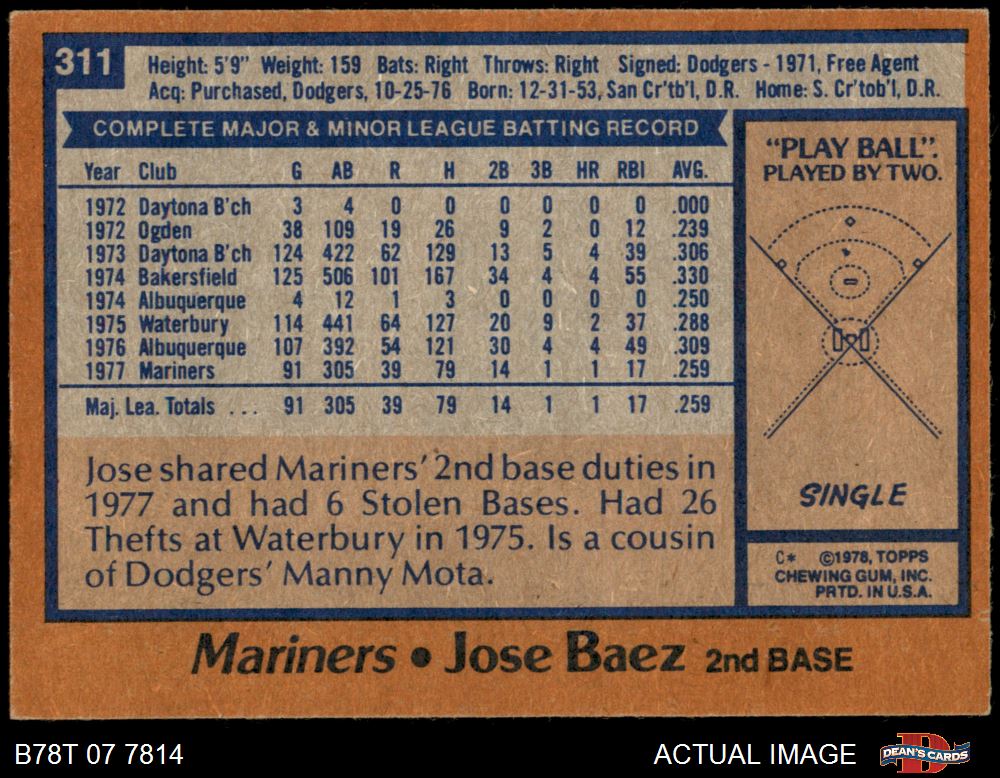 311
Height: 5'9" Weight: 159 Bats: Right Throws: Right Signed: Dodgers - 1971, Free Agent
Acq: Purchased, Dodgers, 10-25-76 Born: 12-31-53, San Cr'tb'l, D.R. Home: S. Cr'tob'l, D.R.
COMPLETE MAJOR & MINOR LEAGUE BATTING RECORD
Year Club G AB R H 2B 3B HR RBI AVG.
1972 Daytona B'ch 3 4 0 0 0 0 0 0 .000
1972 Ogden 38 109 19 26 9 2 0 12 .239
1973 Daytona B'ch 124 422 62 129 13 5 4 39 .306
1974 Bakersfield 125 506 101 167 34 4 4 55 .330
1974 Albuquerque 4 12 1 3 0 0 0 0 .250
1975 Waterbury 114 441 64 127 20 9 2 37 .288
1976 Albuquerque 107 392 54 121 30 4 4 49 .309
1977 Mariners 91 305 39 79 14 1 1 17 .259
Maj. Lea. Totals ... 91 305 39 79 14 1 1 17 .259
Jose shared Mariners' 2nd base duties in
1977 and had 6 Stolen Bases. Had 26
Thefts at Waterbury in 1975. Is a cousin
of Dodgers' Manny Mota.
"PLAY BALL".
PLAYED BY TWO.
SINGLE
C* ©1978, TOPPS
CHEWING GUM, INC.
PRTD. IN U.S.A.
Mariners • Jose Baez 2nd BASE
B78T 07 7814
ACTUAL IMAGE
D
DEAN'S CARDS